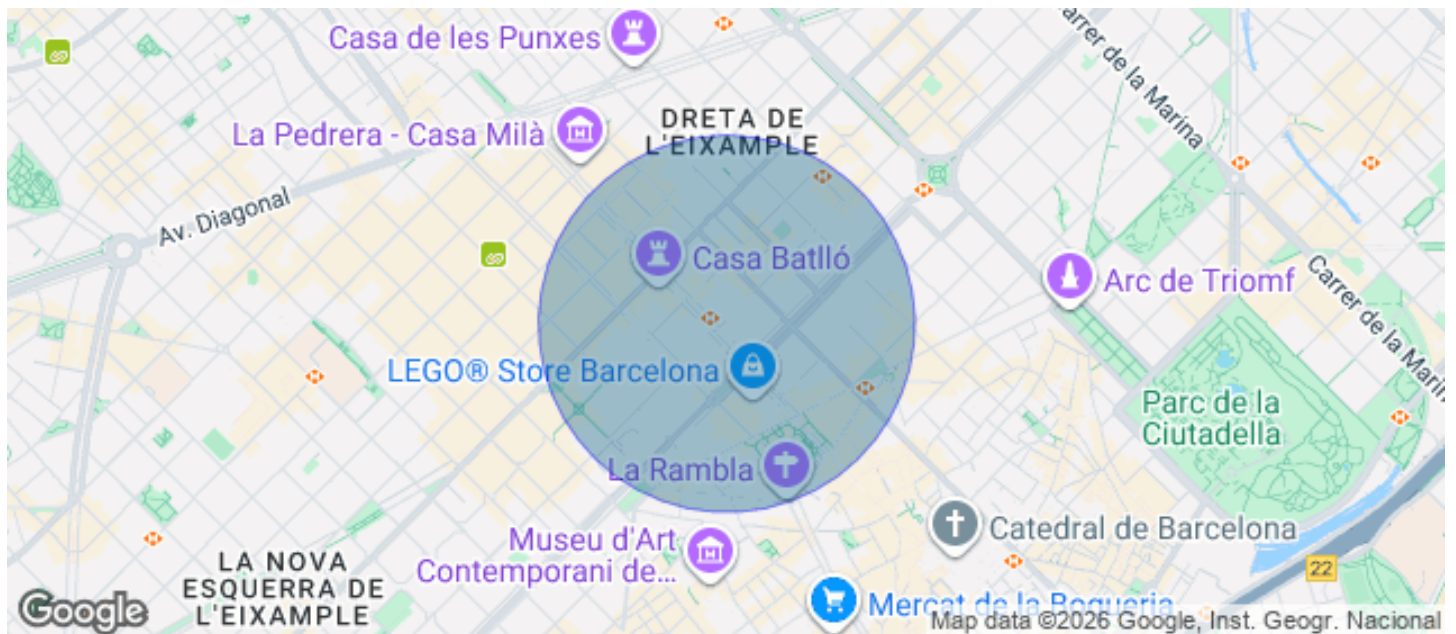 Casa de les Punxes
Carrer de la Marina
DRETA DE
L'EIXAMPLE
La Pedrera - Casa Milà
Av. Diagonal
Casa Batlló
Arc de Triomf
Carrer de la Marin
LEGO® Store Barcelona
Parc de la
Ciutadella
La Rambla
Catedral de Barcelona
Museu d'Art
Contemporani de...
LA NOVA
ESQUERRA DE
L'EIXAMPLE
22
Mercat de la Boqueria
Google
Map data ©2026 Google, Inst. Geogr. Nacional